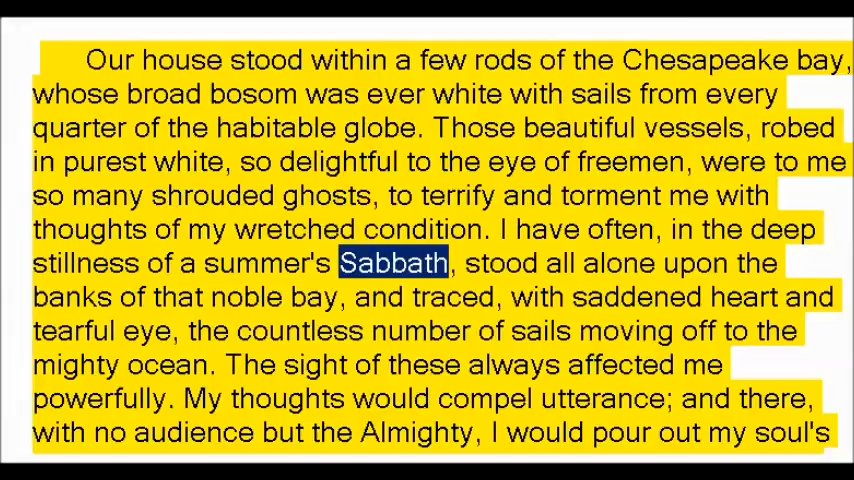 Our house stood within a few rods of the Chesapeake bay,
whose broad bosom was ever white with sails from every
quarter of the habitable globe. Those beautiful vessels, robed
in purest white, so delightful to the eye of freemen, were to me
so many shrouded ghosts, to terrify and torment me with
thoughts of my wretched condition. I have often, in the deep
stillness of a summer's Sabbath, stood all alone upon the
banks of that noble bay, and traced, with saddened heart and
tearful eye, the countless number of sails moving off to the
mighty ocean. The sight of these always affected me
powerfully. My thoughts would compel utterance; and there,
with no audience but the Almighty, I would pour out my soul's